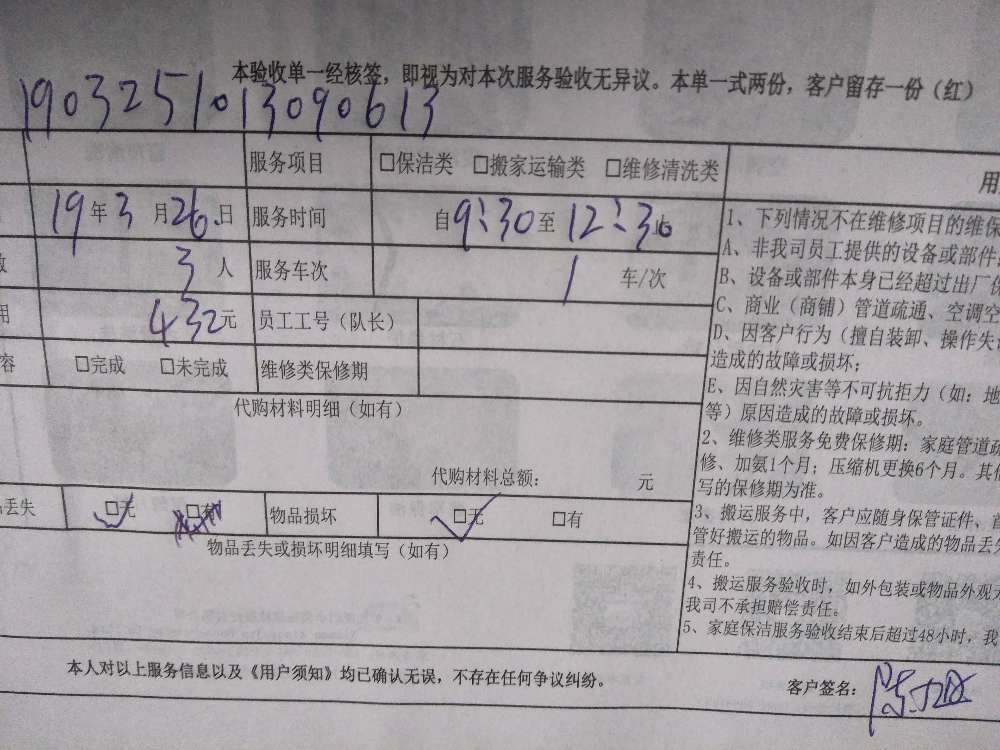 本验收单一经核签，即视为对本次服务验收无异议。本单一式两份，客户留存一份（红）
1903251013090613
服务项目 □保洁类 □搬家运输类 □维修清洗类
19年3月26日 服务时间 自9:30至12:30止
3人 服务车次 1车/次
用 432元 员工工号（队长）
容 □完成 □未完成 维修类保修期
代购材料明细（如有）
代购材料总额： 元
丢失 □无 □有 物品损坏 □无 □有
物品丢失或损坏明细填写（如有）
用
1、下列情况不在维修项目的维保
A、非我司员工提供的设备或部件
B、设备或部件本身已经超过出厂保
C、商业（商铺）管道疏通、空调空
D、因客户行为（擅自装卸、操作失
造成的故障或损坏；
E、因自然灾害等不可抗拒力（如：地
等）原因造成的故障或损坏。
2、维修类服务免费保修期：家庭管道疏
修、加氨1个月；压缩机更换6个月。其他
写的保修期为准。
3、搬运服务中，客户应随身保管证件、
管好搬运的物品。如因客户造成的物品丢失
责任。
4、搬运服务验收时，如外包装或物品外观
我司不承担赔偿责任。
5、家庭保洁服务验收结束后超过48小时，我
本人对以上服务信息以及《用户须知》均已确认无误，不存在任何争议纠纷。
客户签名：